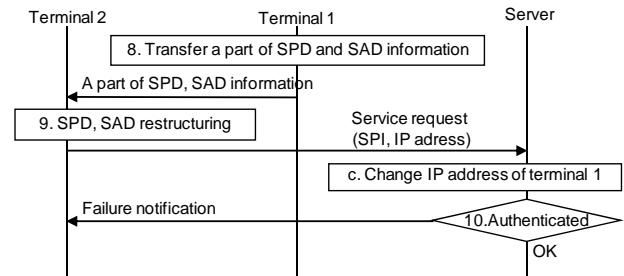 Terminal 2
Terminal 1
Server
8. Transfer a part of SPD and SAD information
A part of SPD, SAD information
9. SPD, SAD restructuring
Service request
(SPI, IP adress)
c. Change IP address of terminal 1
Failure notification
10.Authenticated
OK